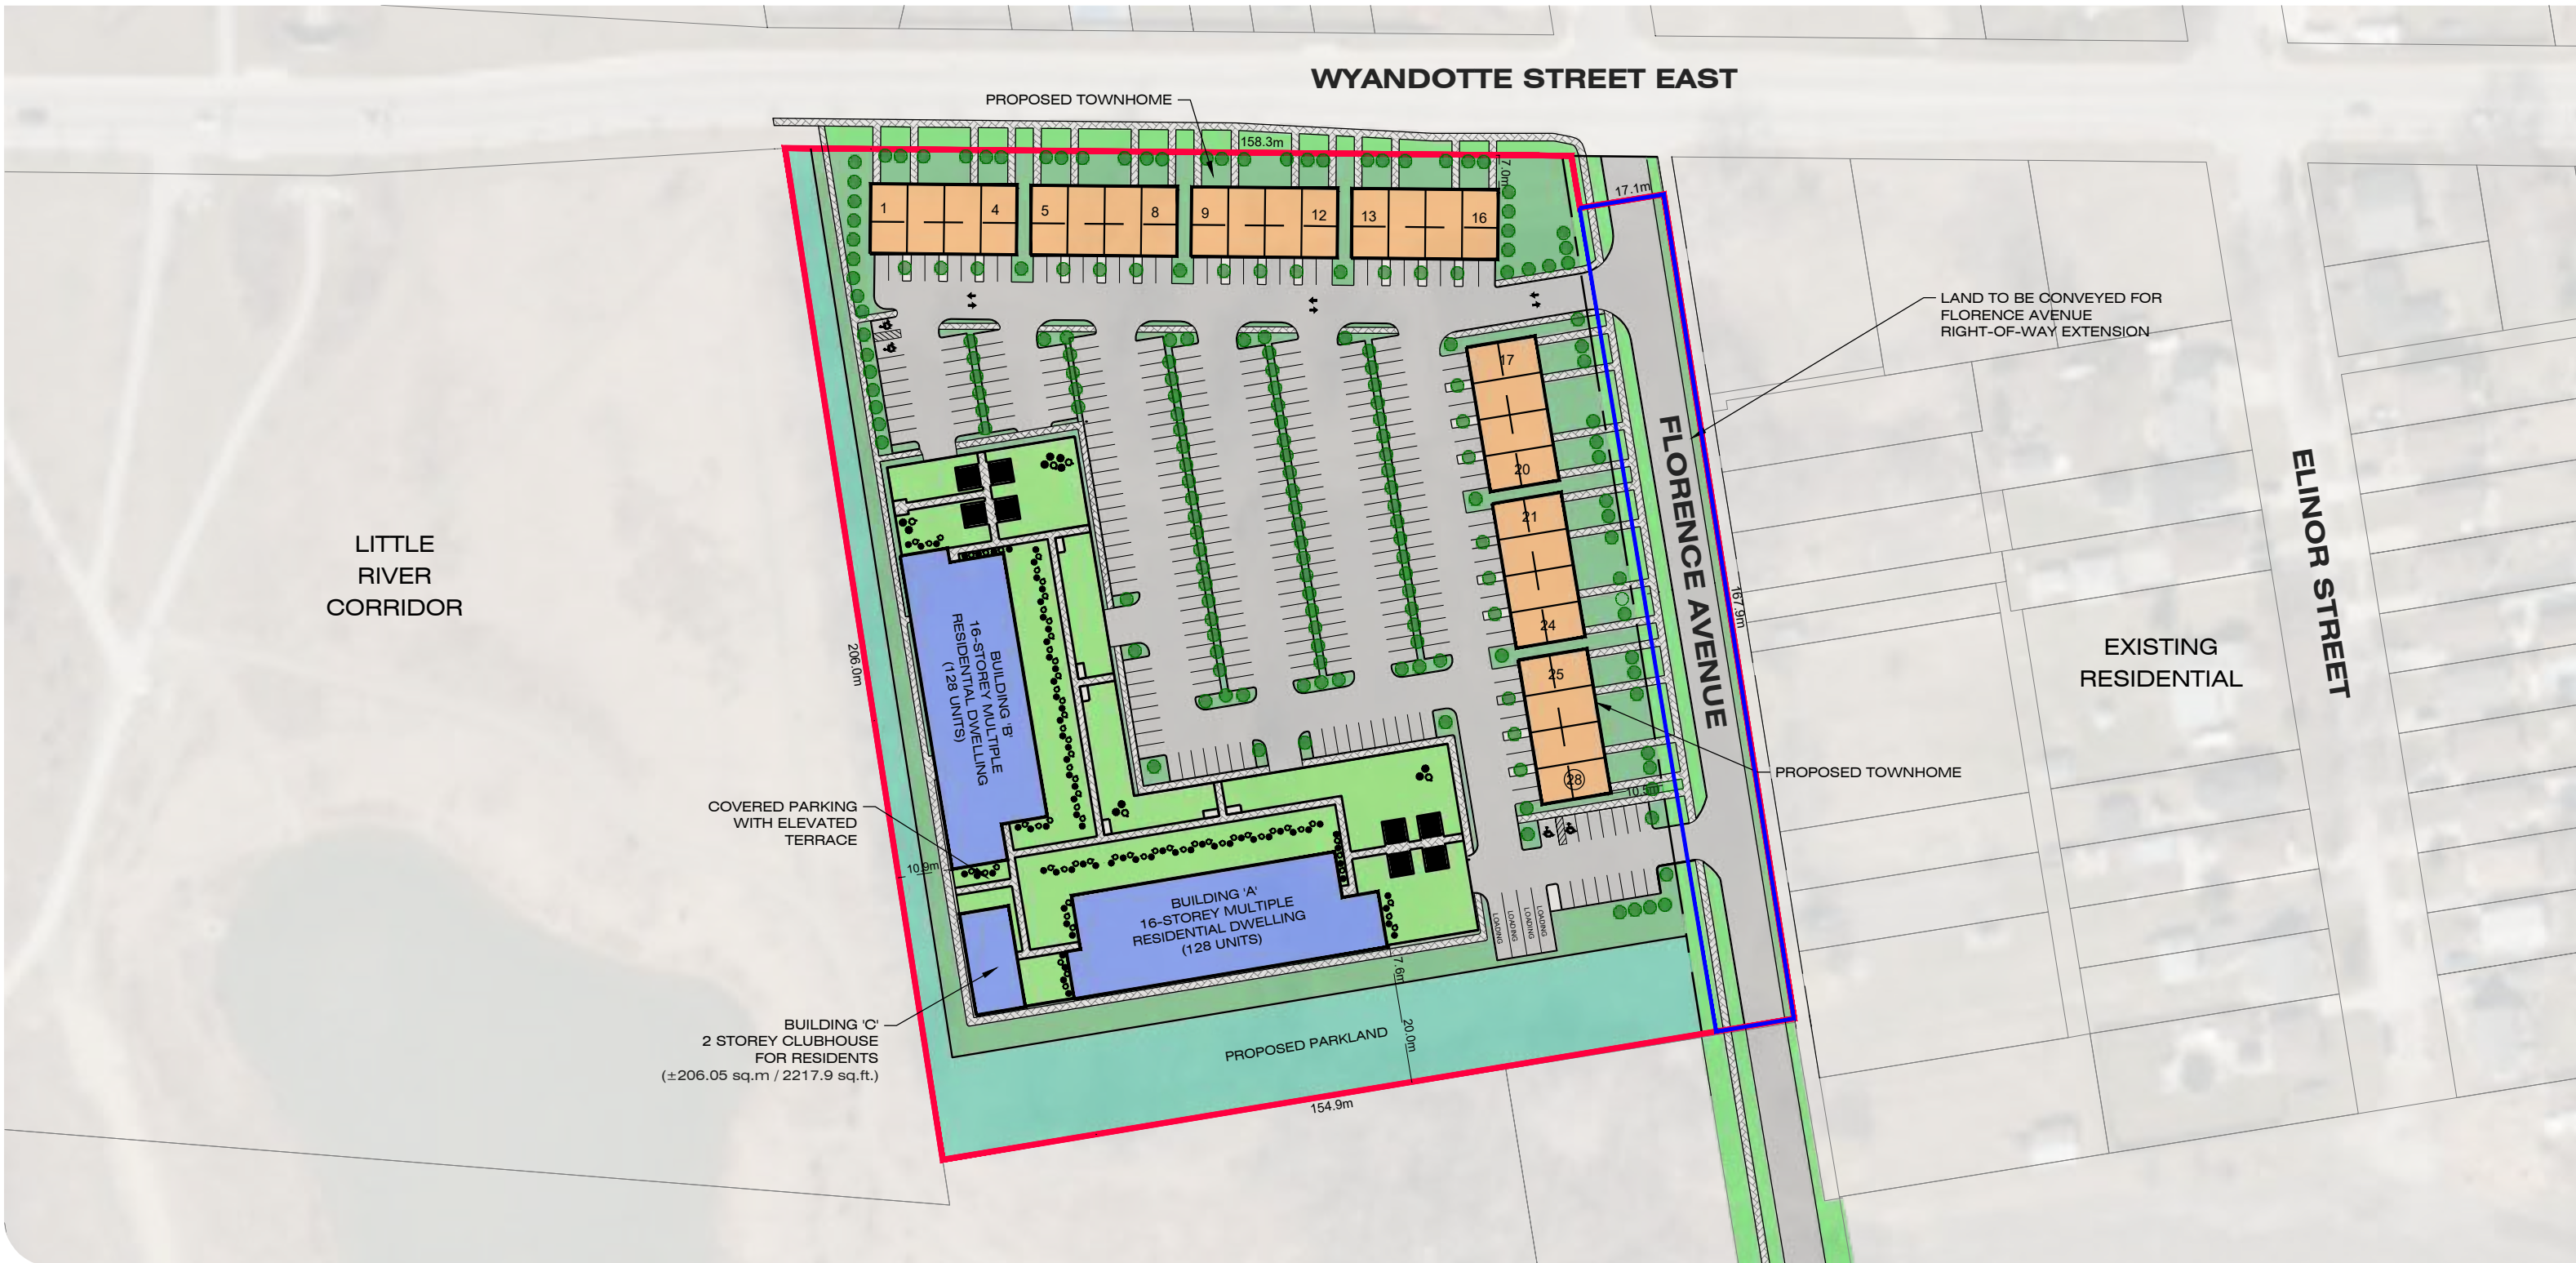 WYANDOTTE STREET EAST
PROPOSED TOWNHOME
158.3m
7.0m
17.1m
1
4
5
8
9
12
13
16
LAND TO BE CONVEYED FOR
FLORENCE AVENUE
RIGHT-OF-WAY EXTENSION
17
20
21
24
25
28
FLORENCE AVENUE
ELINOR STREET
LITTLE
RIVER
CORRIDOR
206.0m
167.9m
EXISTING
RESIDENTIAL
BUILDING 'B'
16-STOREY MULTIPLE
RESIDENTIAL DWELLING
(128 UNITS)
PROPOSED TOWNHOME
10.5m
COVERED PARKING
WITH ELEVATED
TERRACE
10.9m
BUILDING 'A'
16-STOREY MULTIPLE
RESIDENTIAL DWELLING
(128 UNITS)
LOADING
LOADING
LOADING
LOADING
7.6m
20.0m
BUILDING 'C'
2 STOREY CLUBHOUSE
FOR RESIDENTS
(±206.05 sq.m / 2217.9 sq.ft.)
PROPOSED PARKLAND
154.9m